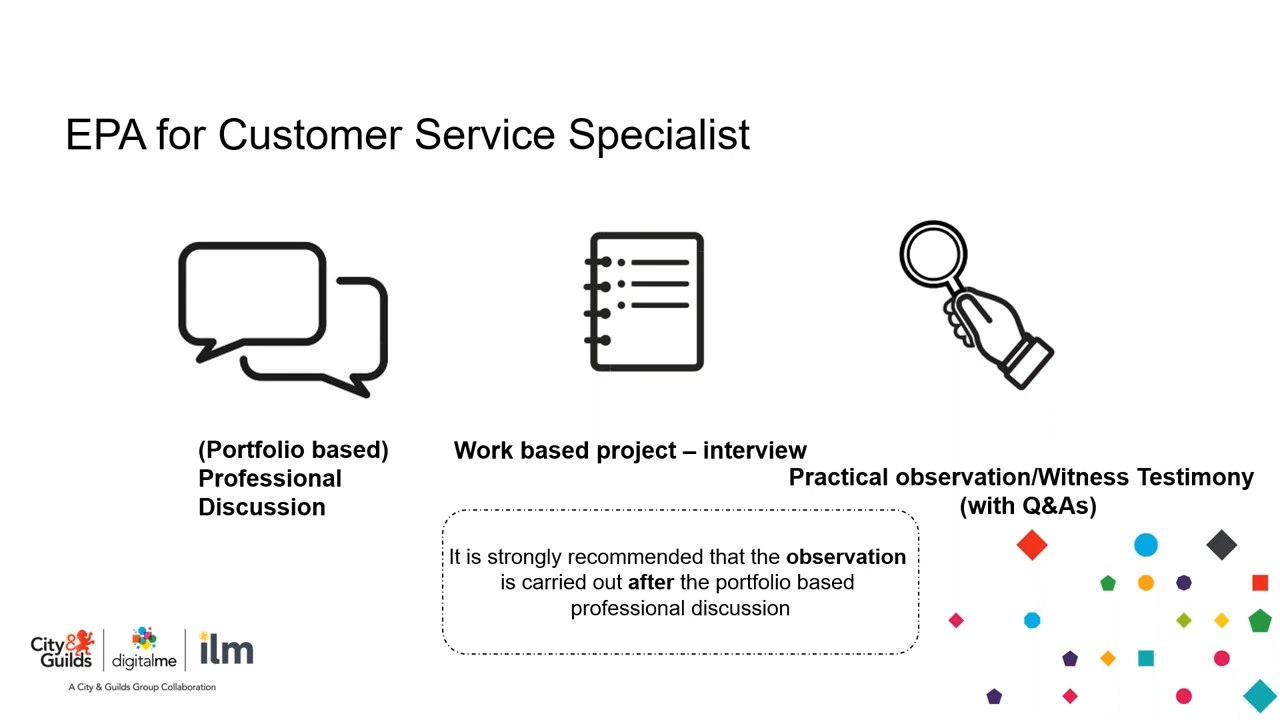 EPA for Customer Service Specialist
(Portfolio based)
Professional
Discussion
Work based project – interview
Practical observation/Witness Testimony
(with Q&As)
It is strongly recommended that the observation
is carried out after the portfolio based
professional discussion
City&
Guilds
digitalme
ilm
A City & Guilds Group Collaboration